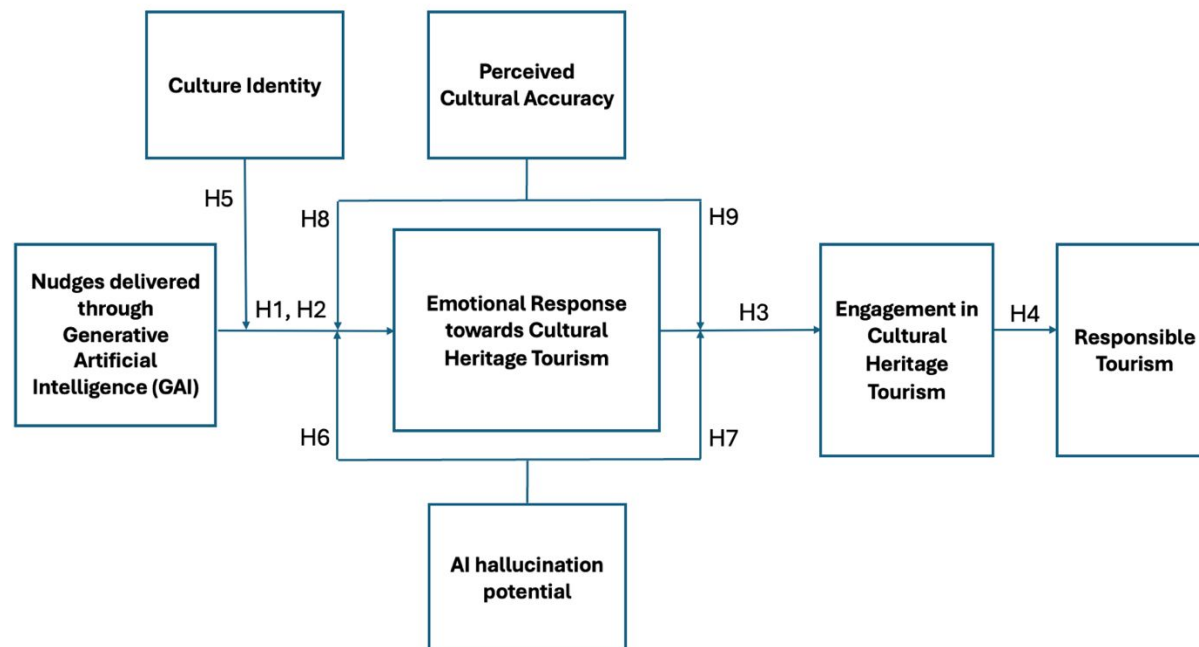 Culture Identity
Perceived
Cultural Accuracy
H5
H8
H9
Nudges delivered
through
Generative
Artificial
Intelligence (GAI)
H1, H2
Emotional Response
towards Cultural
Heritage Tourism
H3
Engagement in
Cultural
Heritage
Tourism
H4
Responsible
Tourism
H6
H7
AI hallucination
potential